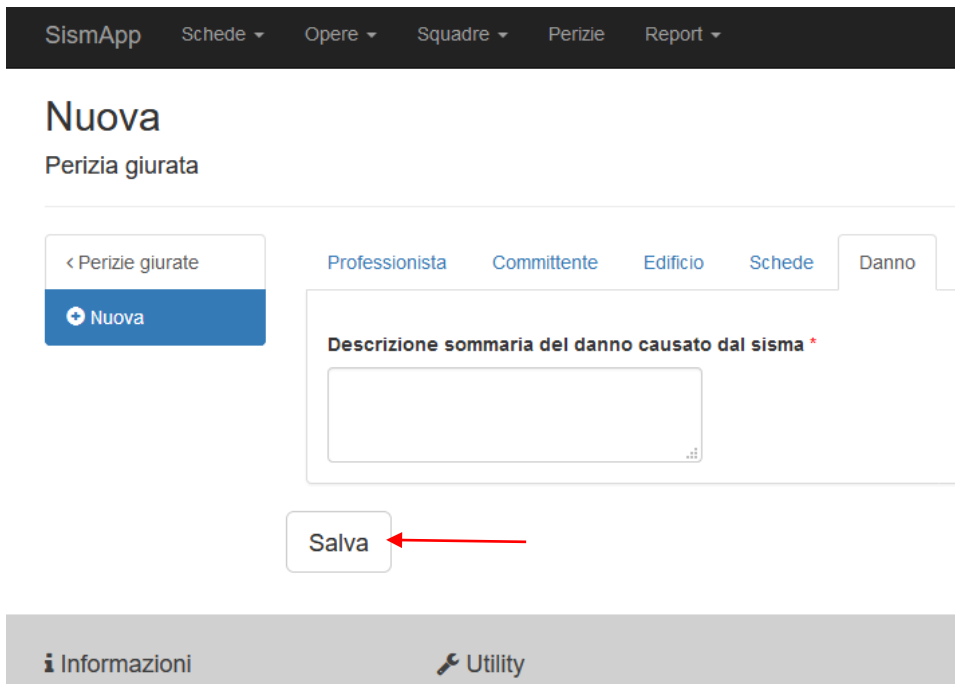 SismApp Schede Opere Squadre Perizie Report
Nuova
Perizia giurata
< Perizie giurate
Nuova
Professionista Committente Edificio Schede Danno
Descrizione sommaria del danno causato dal sisma *
Salva
Informazioni Utility